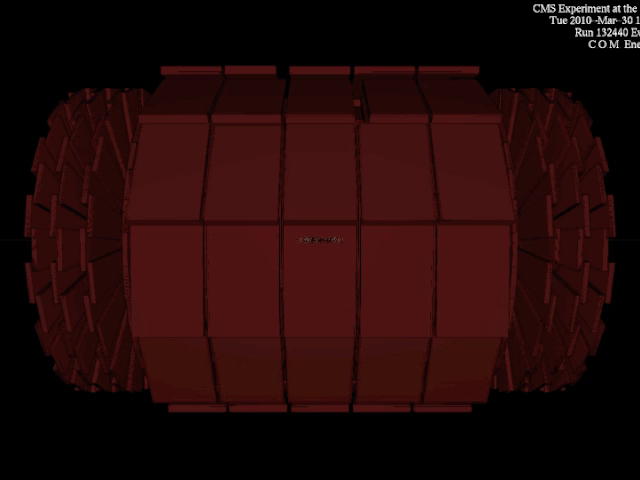 CMS Experiment at the
Tue 2010-Mar-30 1
Run 132440 Ev
C O M Ene